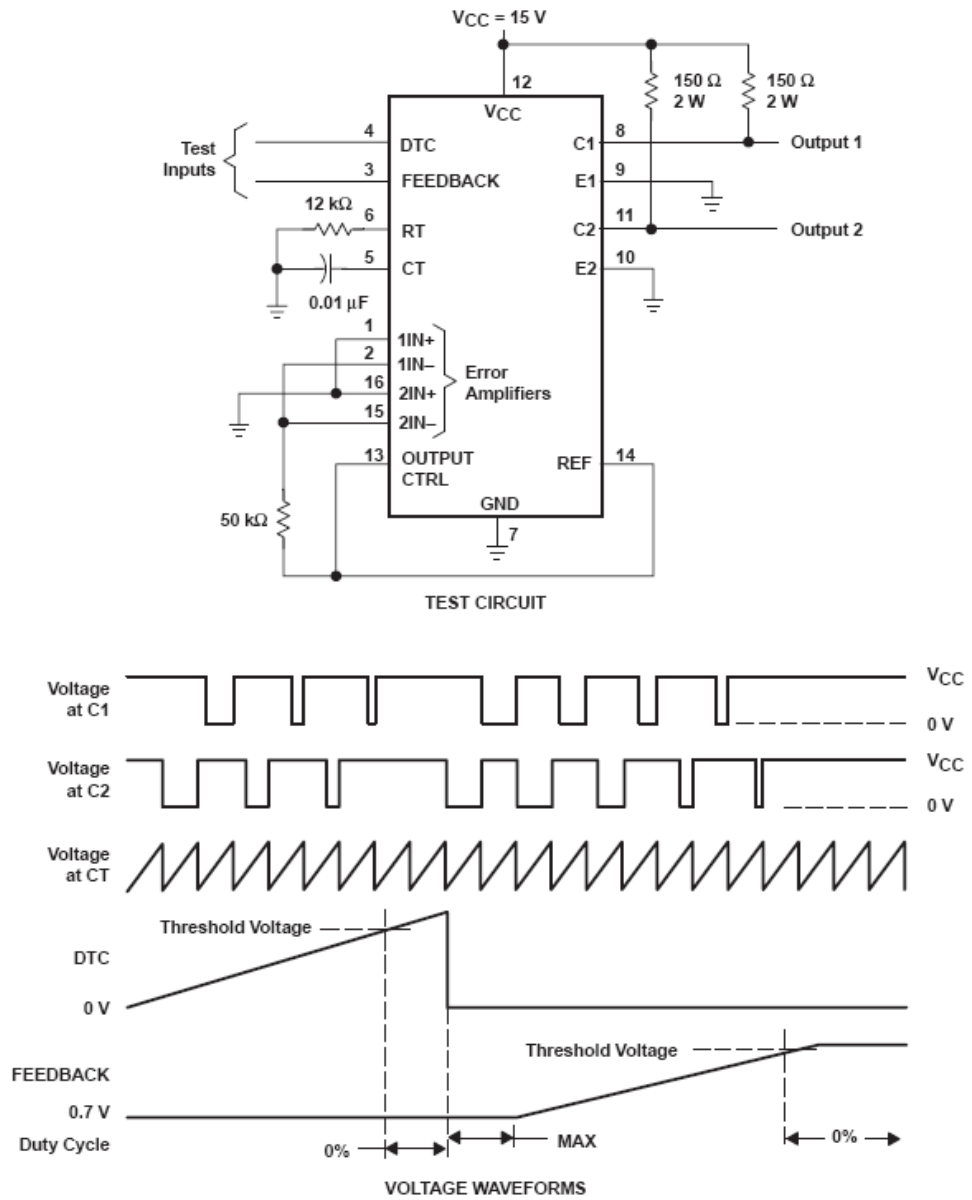 VCC = 15 V
12
VCC
150 Ω
2 W
150 Ω
2 W
Test
Inputs
4
DTC
3
FEEDBACK
12 kΩ
6
RT
5
CT
0.01 μF
1
1IN+
2
1IN–
16
2IN+
15
2IN–
Error
Amplifiers
13
OUTPUT
CTRL
50 kΩ
C1
8
Output 1
E1
9
C2
11
Output 2
E2
10
REF
14
GND
7
TEST CIRCUIT
Voltage
at C1
VCC
0 V
Voltage
at C2
VCC
0 V
Voltage
at CT
Threshold Voltage
DTC
0 V
Threshold Voltage
FEEDBACK
0.7 V
Duty Cycle
0%
MAX
0%
VOLTAGE WAVEFORMS